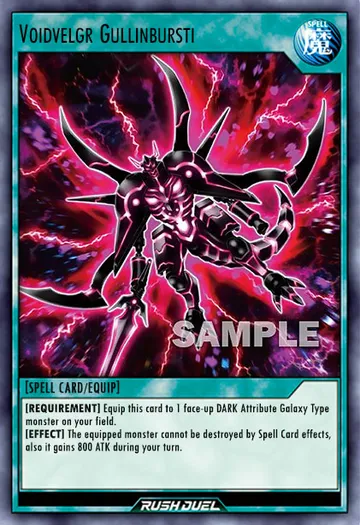 Voidvelgr Gullinbursti
SPELL
魔
SAMPLE
[SPELL CARD/EQUIP]
[REQUIREMENT] Equip this card to 1 face-up DARK Attribute Galaxy Type
monster on your field.
[EFFECT] The equipped monster cannot be destroyed by Spell Card effects,
also it gains 800 ATK during your turn.
RUSH DUEL